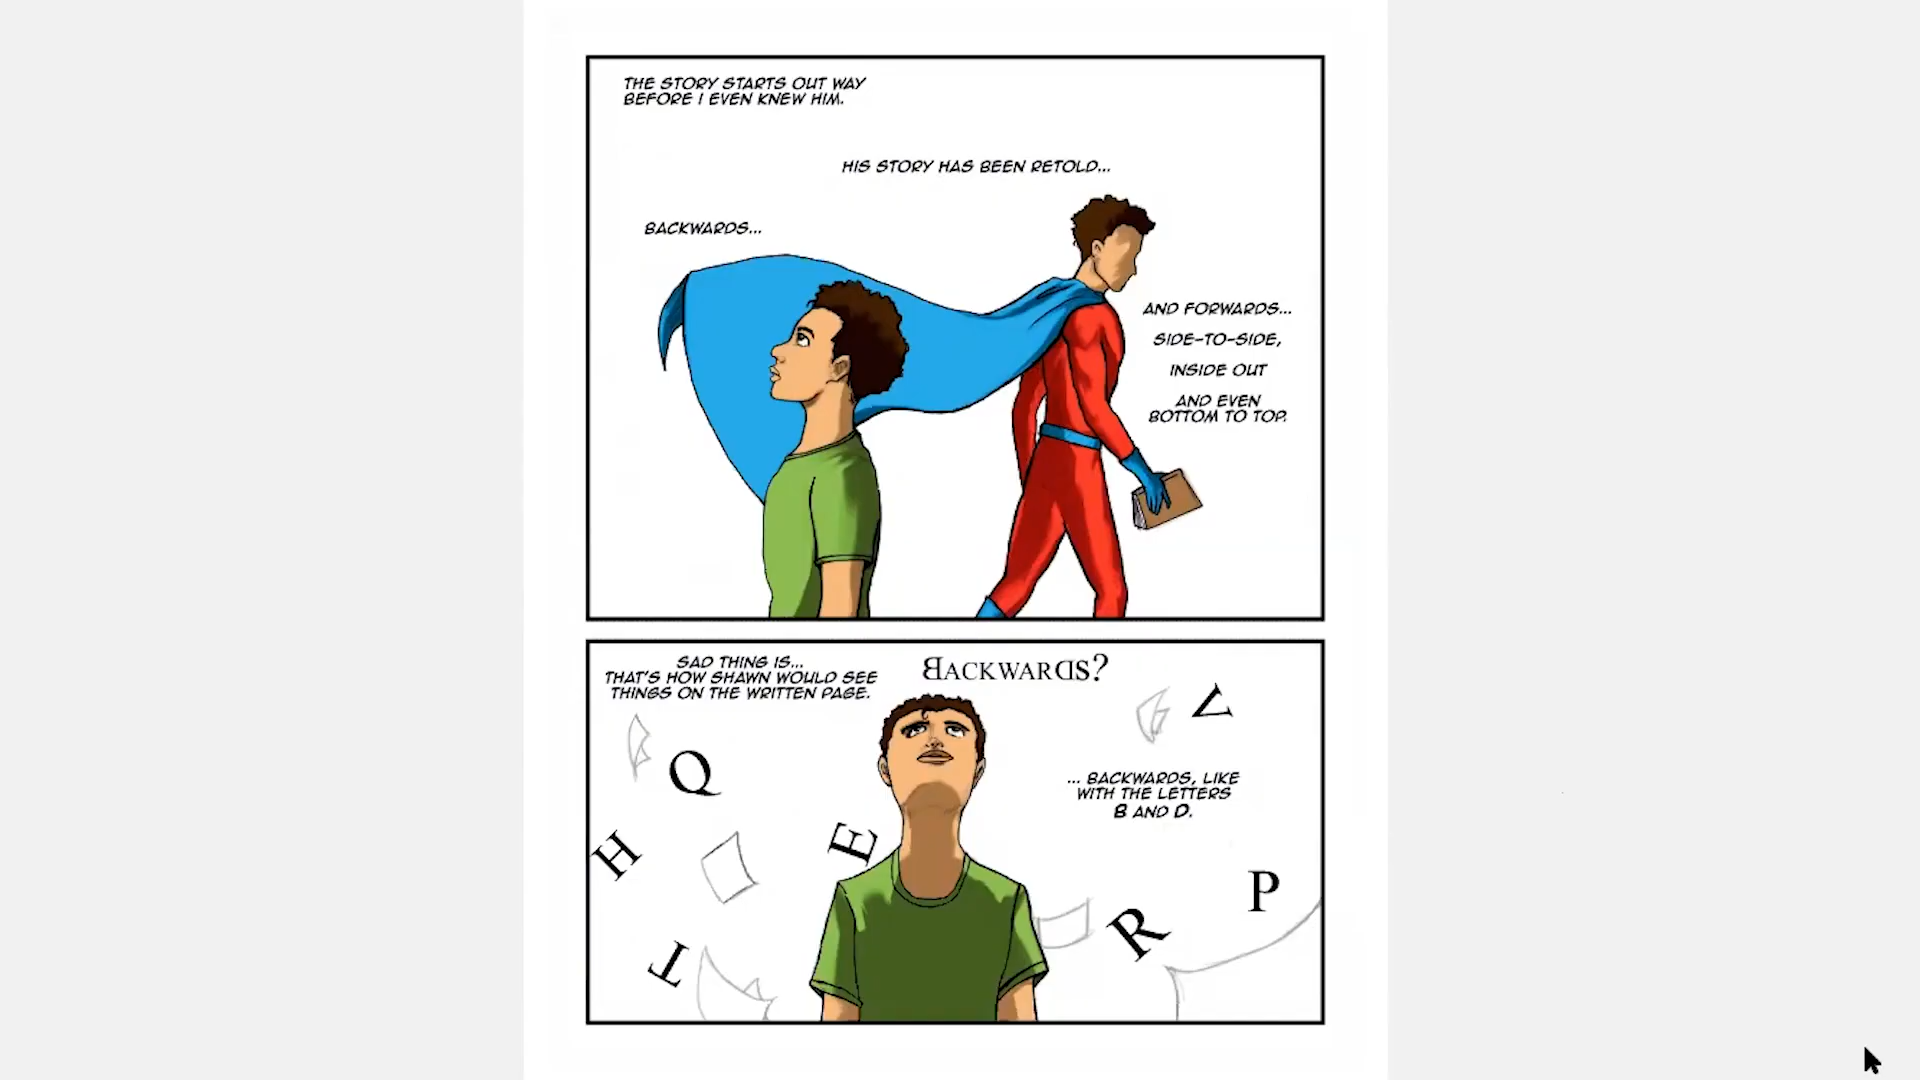 THE STORY STARTS OUT WAY
BEFORE I EVEN KNEW HIM.
HIS STORY HAS BEEN RETOLD...
BACKWARDS...
AND FORWARDS...
SIDE-TO-SIDE,
INSIDE OUT
AND EVEN
BOTTOM TO TOP.
SAD THING IS...
THAT'S HOW SHAWN WOULD SEE
THINGS ON THE WRITTEN PAGE.
BACKWARDS?
... BACKWARDS, LIKE
WITH THE LETTERS
B AND D.
V
Q
H
E
P
R
T